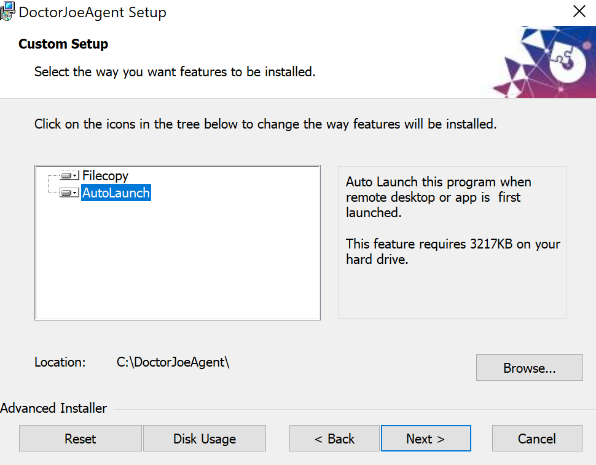 DoctorJoeAgent Setup
Custom Setup
Select the way you want features to be installed.
Click on the icons in the tree below to change the way features will be installed.
Filecopy
AutoLaunch
Auto Launch this program when
remote desktop or app is first
launched.
This feature requires 3217KB on your
hard drive.
Location: C:\DoctorJoeAgent\
Browse...
Advanced Installer
Reset Disk Usage < Back Next > Cancel